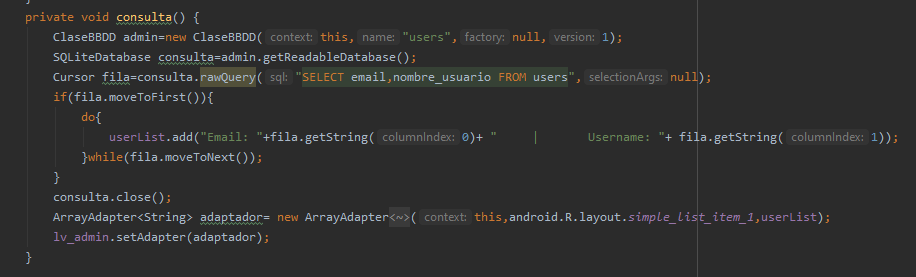 private void consulta() {
ClaseBBDD admin=new ClaseBBDD( context: this, name: "users", factory: null, version: 1);
SQLiteDatabase consulta=admin.getReadableDatabase();
Cursor fila=consulta.rawQuery( sql: "SELECT email,nombre_usuario FROM users", selectionArgs: null);
if(fila.moveToFirst()){
do{
userList.add("Email: "+fila.getString( columnIndex: 0)+ "     |       Username: "+ fila.getString( columnIndex: 1));
}while(fila.moveToNext());
}
consulta.close();
ArrayAdapter<String> adaptador= new ArrayAdapter<~>( context: this,android.R.layout.simple_list_item_1,userList);
lv_admin.setAdapter(adaptador);
}